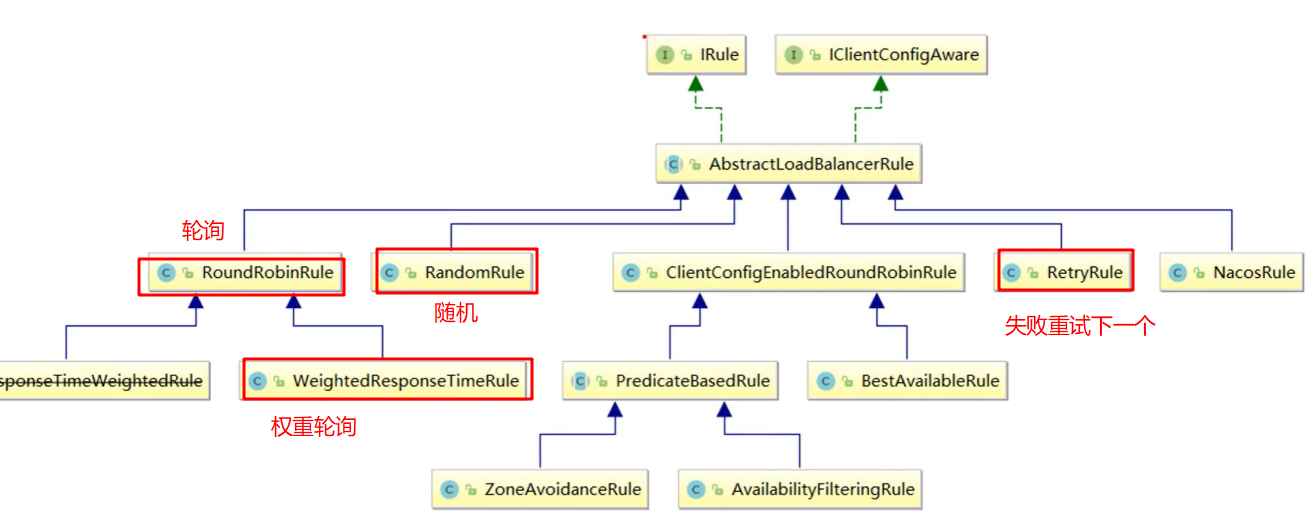 IRule
IClientConfigAware
AbstractLoadBalancerRule
轮询
RoundRobinRule
RandomRule
ClientConfigEnabledRoundRobinRule
RetryRule
NacosRule
随机
失败重试下一个
sponseTimeWeightedRule
WeightedResponseTimeRule
PredicateBasedRule
BestAvailableRule
权重轮询
ZoneAvoidanceRule
AvailabilityFilteringRule